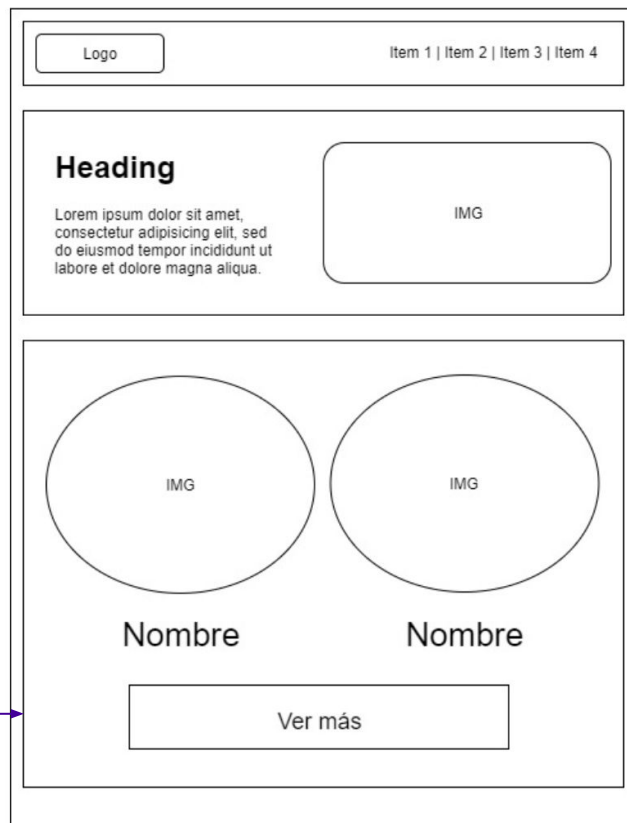 Logo
Item 1 | Item 2 | Item 3 | Item 4
Heading
Lorem ipsum dolor sit amet,
consectetur adipisicing elit, sed
do eiusmod tempor incididunt ut
labore et dolore magna aliqua.
IMG
IMG
IMG
Nombre
Nombre
Ver más